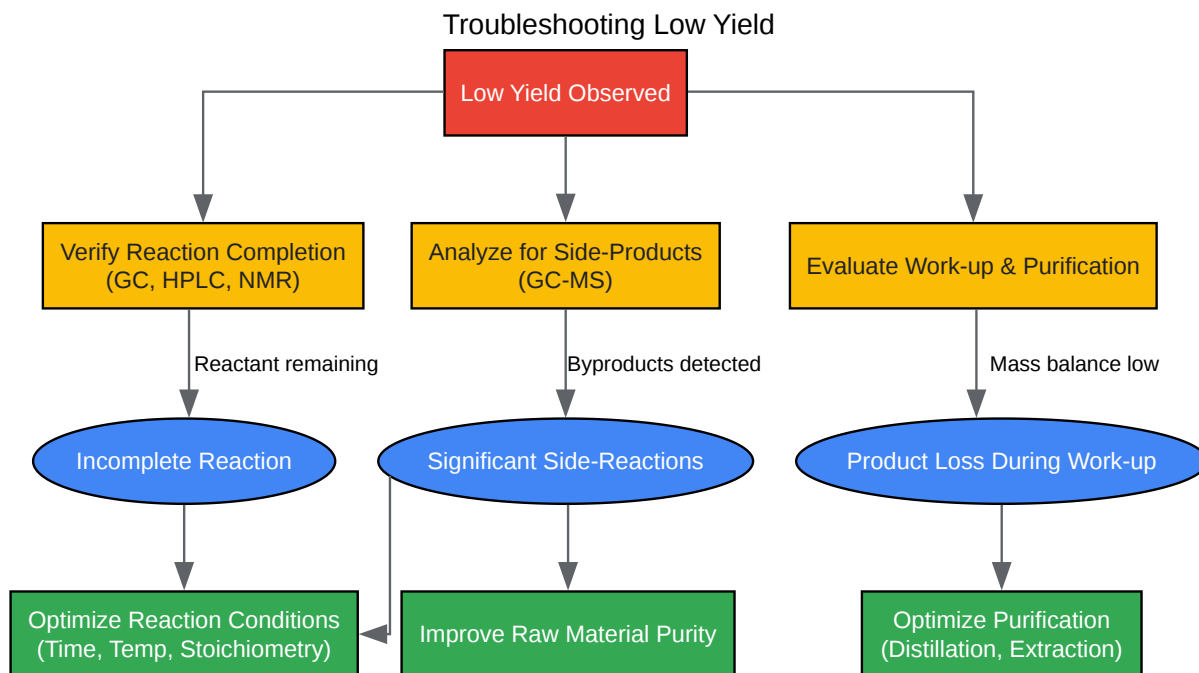 Troubleshooting Low Yield
Low Yield Observed
Verify Reaction Completion
(GC, HPLC, NMR)
Analyze for Side-Products
(GC-MS)
Evaluate Work-up & Purification
Reactant remaining
Byproducts detected
Mass balance low
Incomplete Reaction
Significant Side-Reactions
Product Loss During Work-up
Optimize Reaction Conditions
(Time, Temp, Stoichiometry)
Improve Raw Material Purity
Optimize Purification
(Distillation, Extraction)